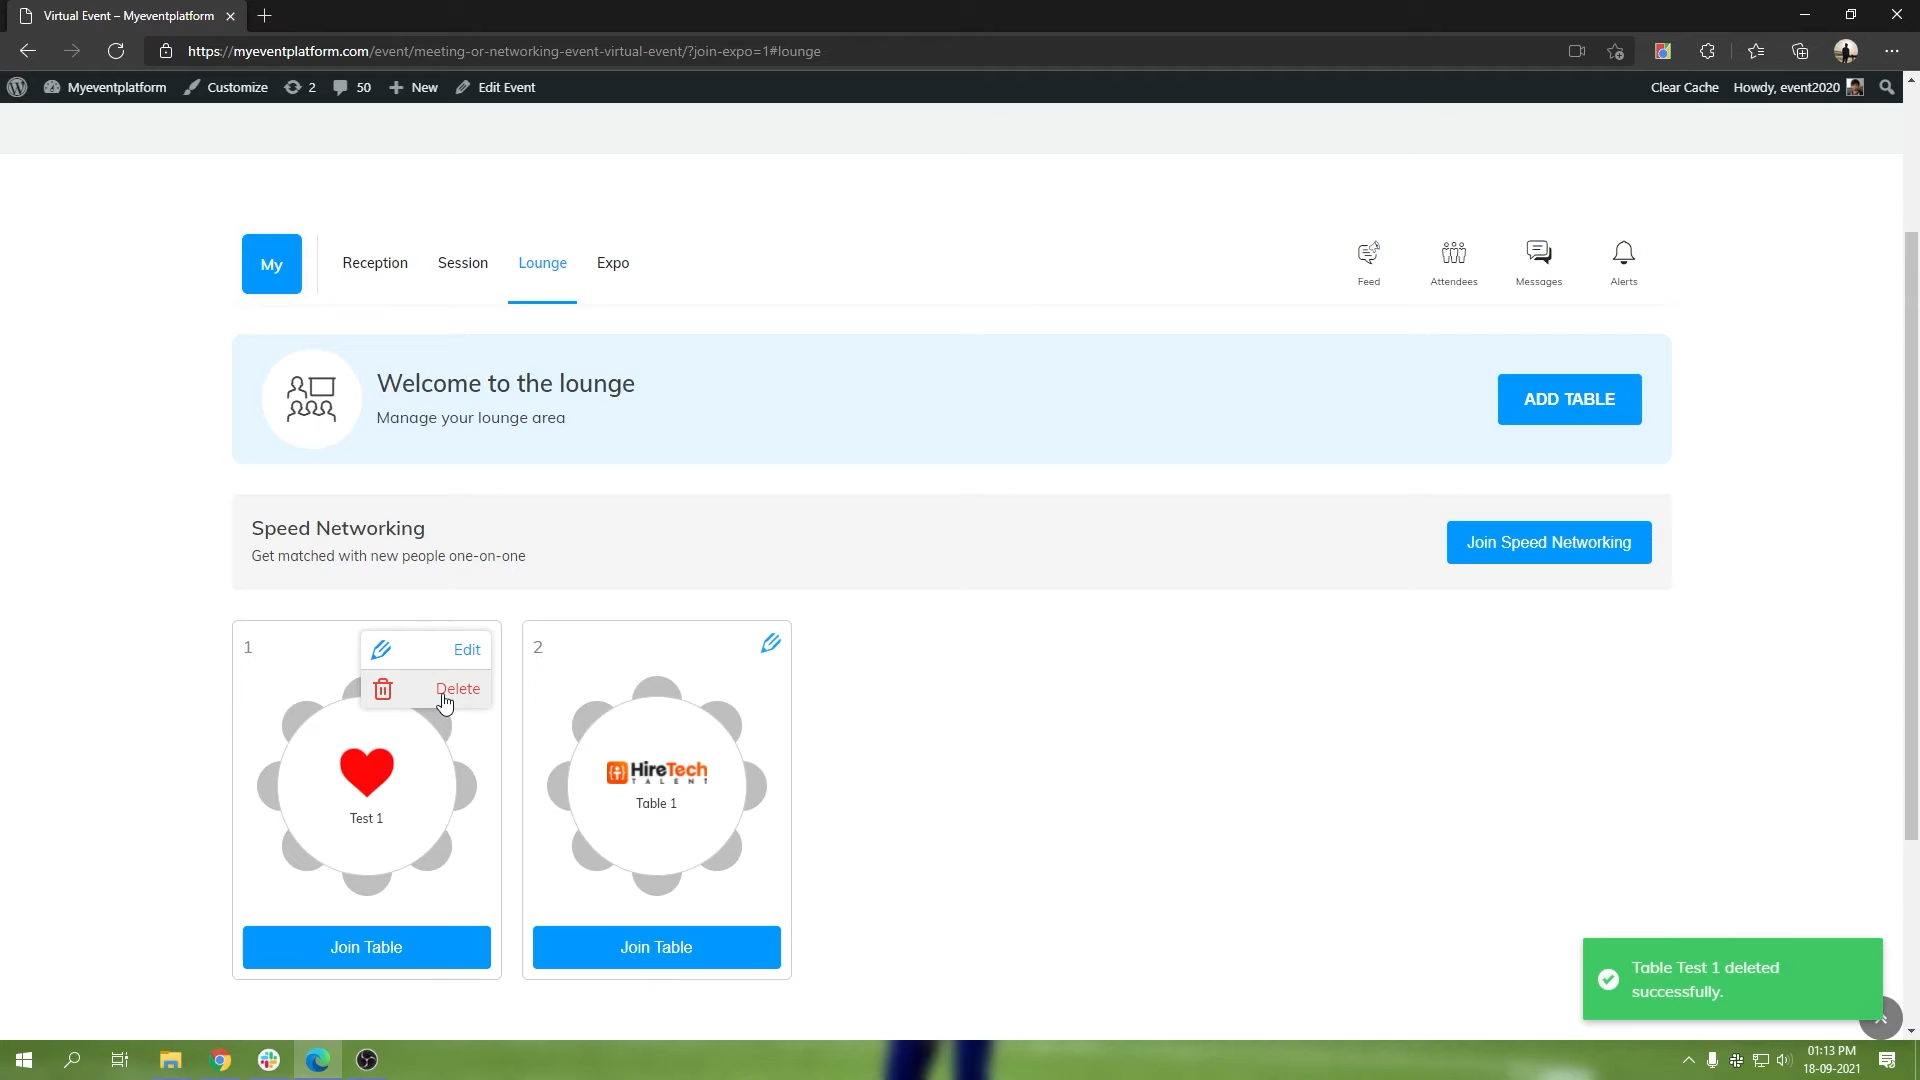 Virtual Event – Myeventplatform
https://myeventplatform.com/event/meeting-or-networking-event-virtual-event/?join-expo=1#lounge
Myeventplatform Customize 2 50 New Edit Event Clear Cache Howdy, event2020
My Reception Session Lounge Expo Feed Attendees Messages Alerts
Welcome to the lounge
Manage your lounge area
ADD TABLE
Speed Networking
Get matched with new people one-on-one
Join Speed Networking
1 Edit
Delete
Test 1
Join Table
2
HireTech
TALENT
Table 1
Join Table
Table Test 1 deleted
successfully.
01:13 PM
18-09-2021